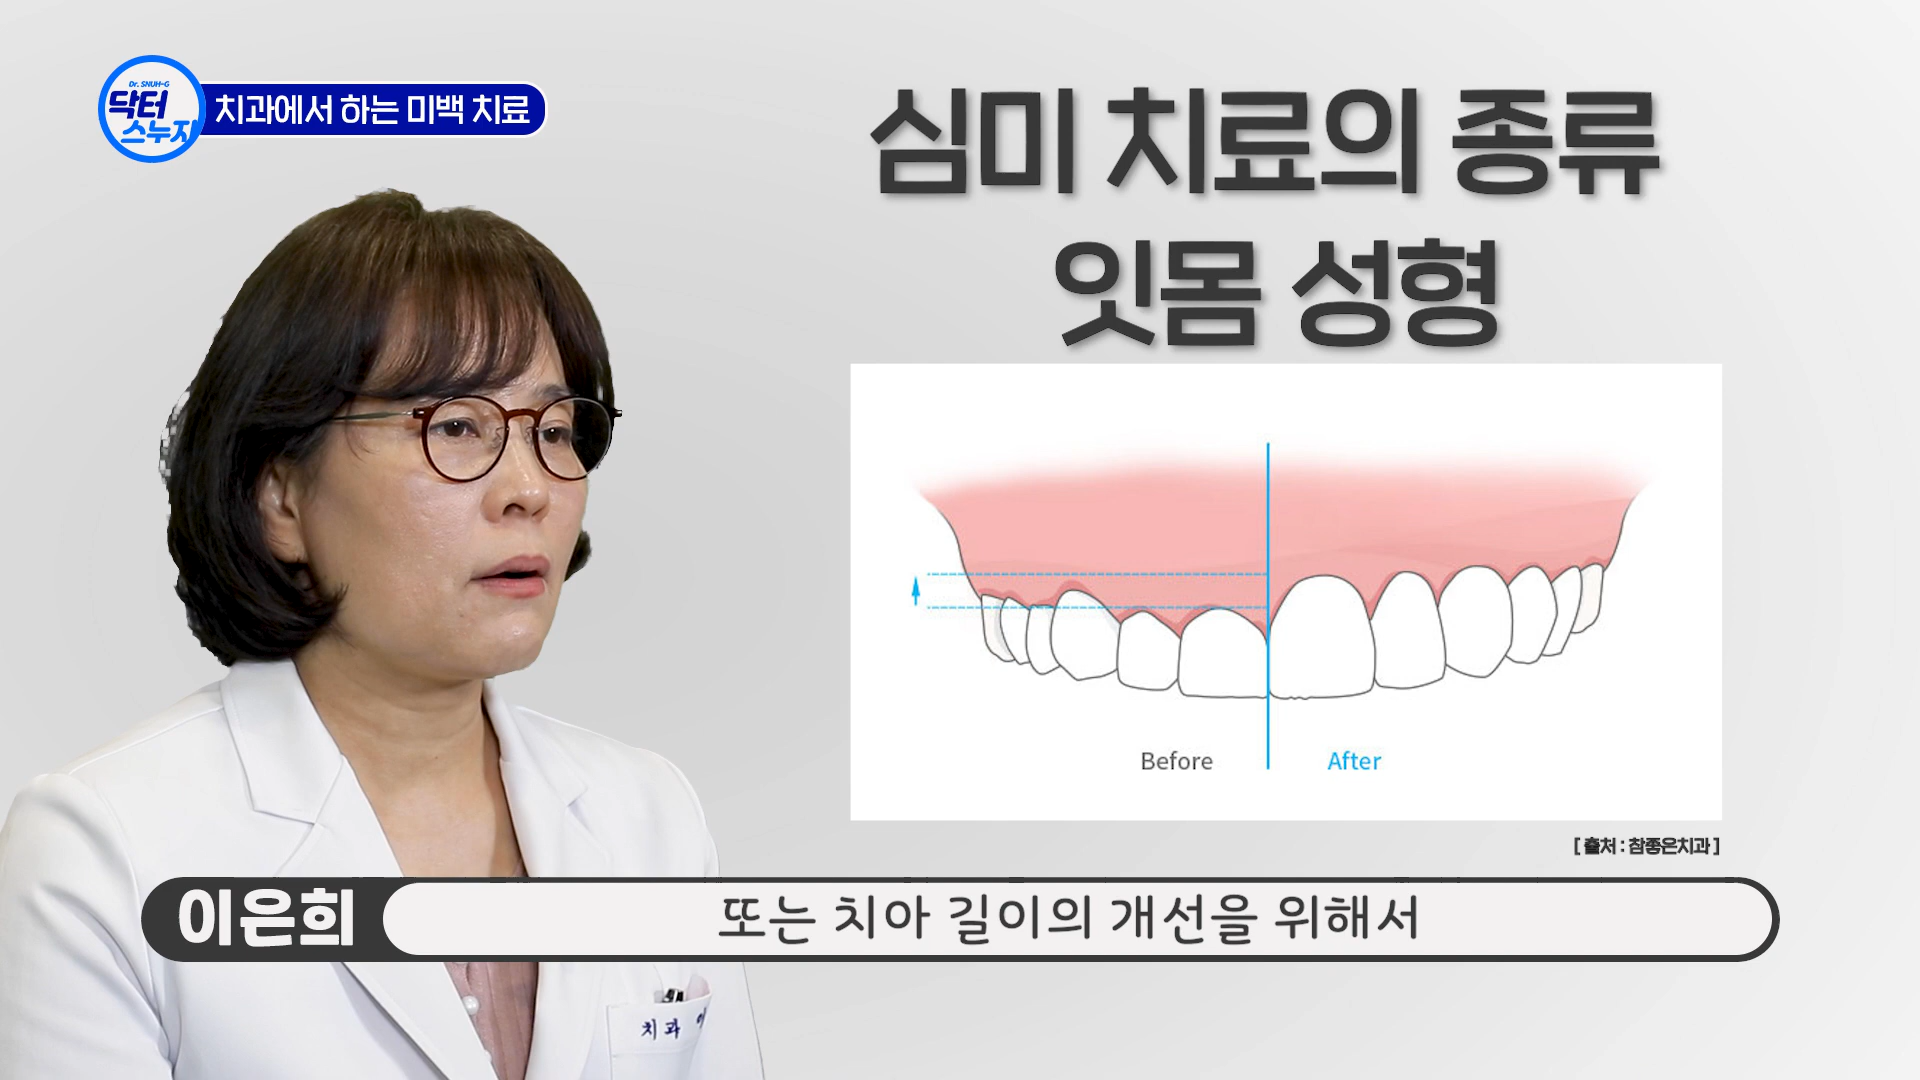 Dr. SNUH-G
닥터
스누지
치과에서 하는 미백 치료
심미 치료의 종류
잇몸 성형
Before
After
[ 출처 : 참좋은치과 ]
이은희
또는 치아 길이의 개선을 위해서
치과 이